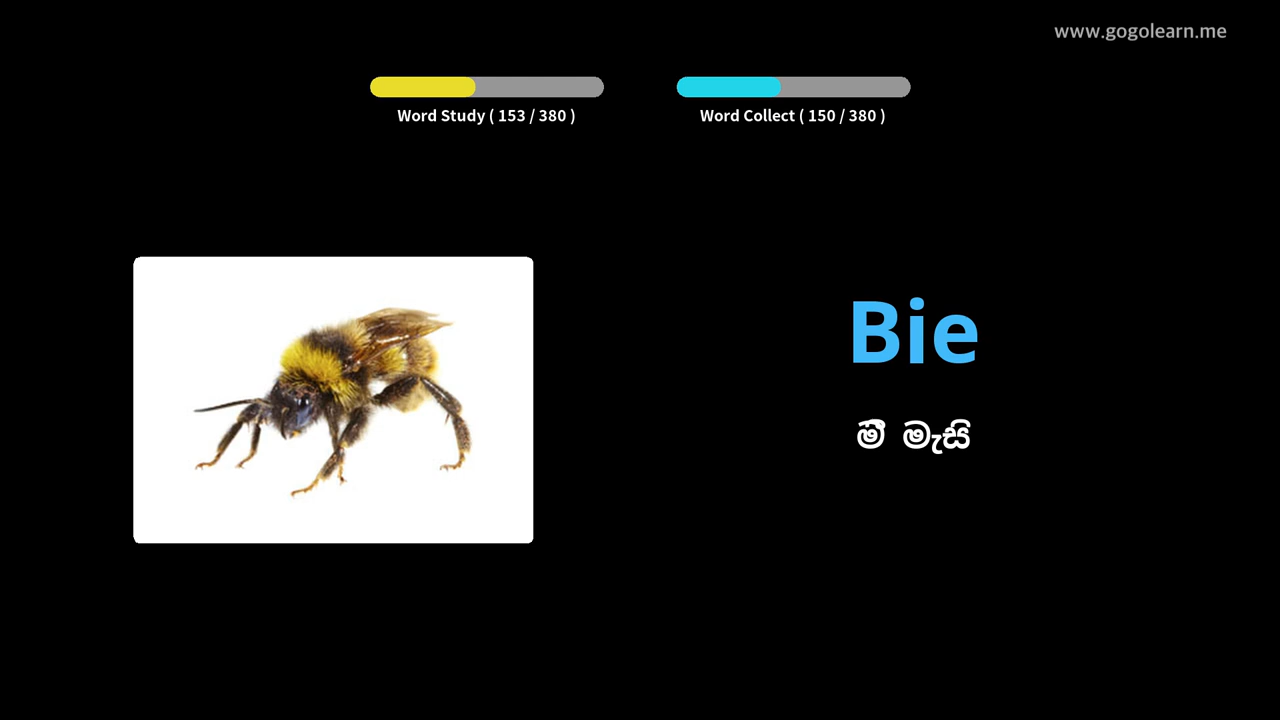 www.gogolearn.me
Word Study ( 153 / 380 )
Word Collect ( 150 / 380 )
Bie
මී මැසි